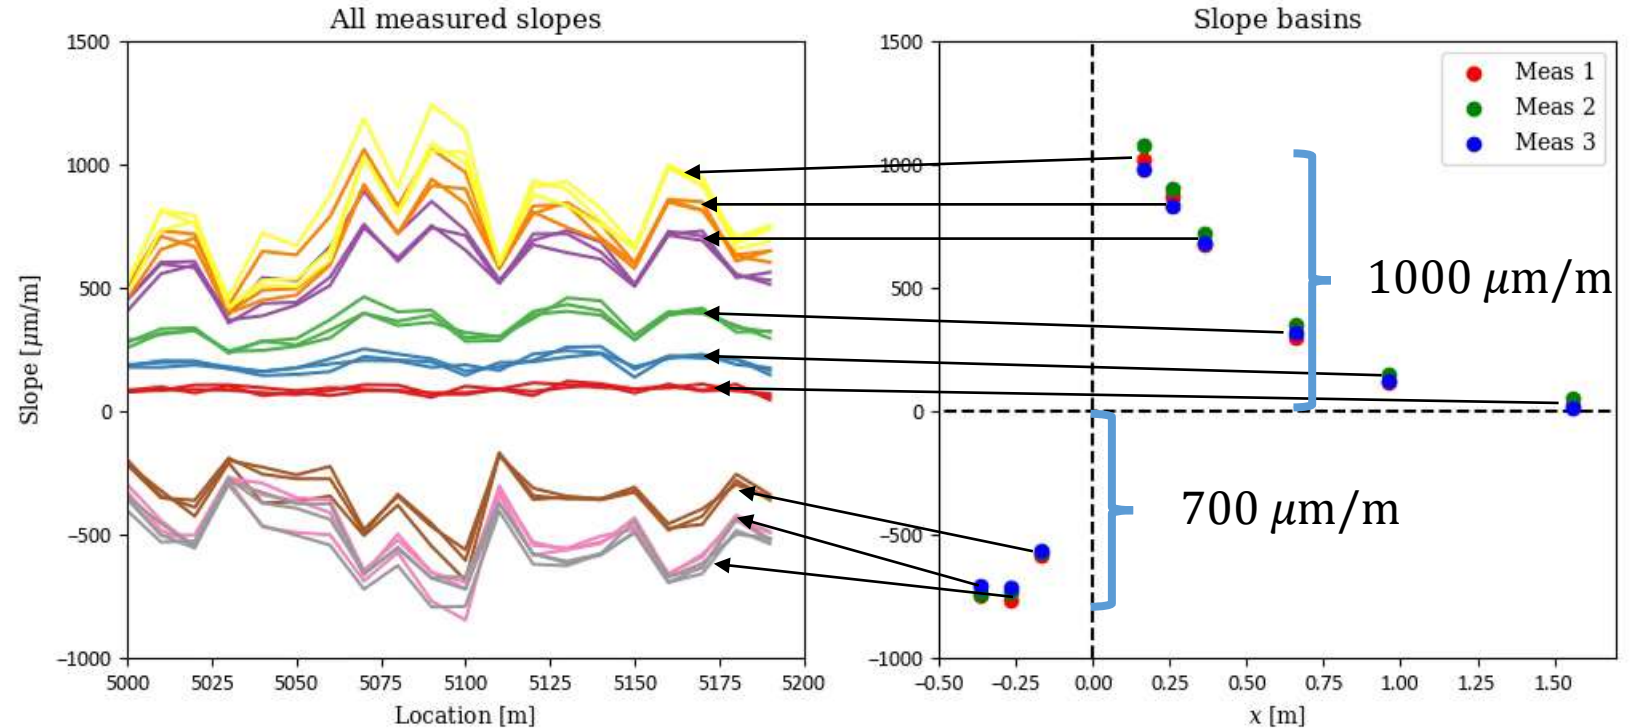 All measured slopes
1500
1000
500
0
−500
−1000
Slope [μm/m]
5000 5025 5050 5075 5100 5125 5150 5175 5200
Location [m]
Slope basins
1500
1000
500
0
−500
−1000
Meas 1
Meas 2
Meas 3
1000 μm/m
700 μm/m
−0.50 −0.25 0.00 0.25 0.50 0.75 1.00 1.25 1.50
x [m]